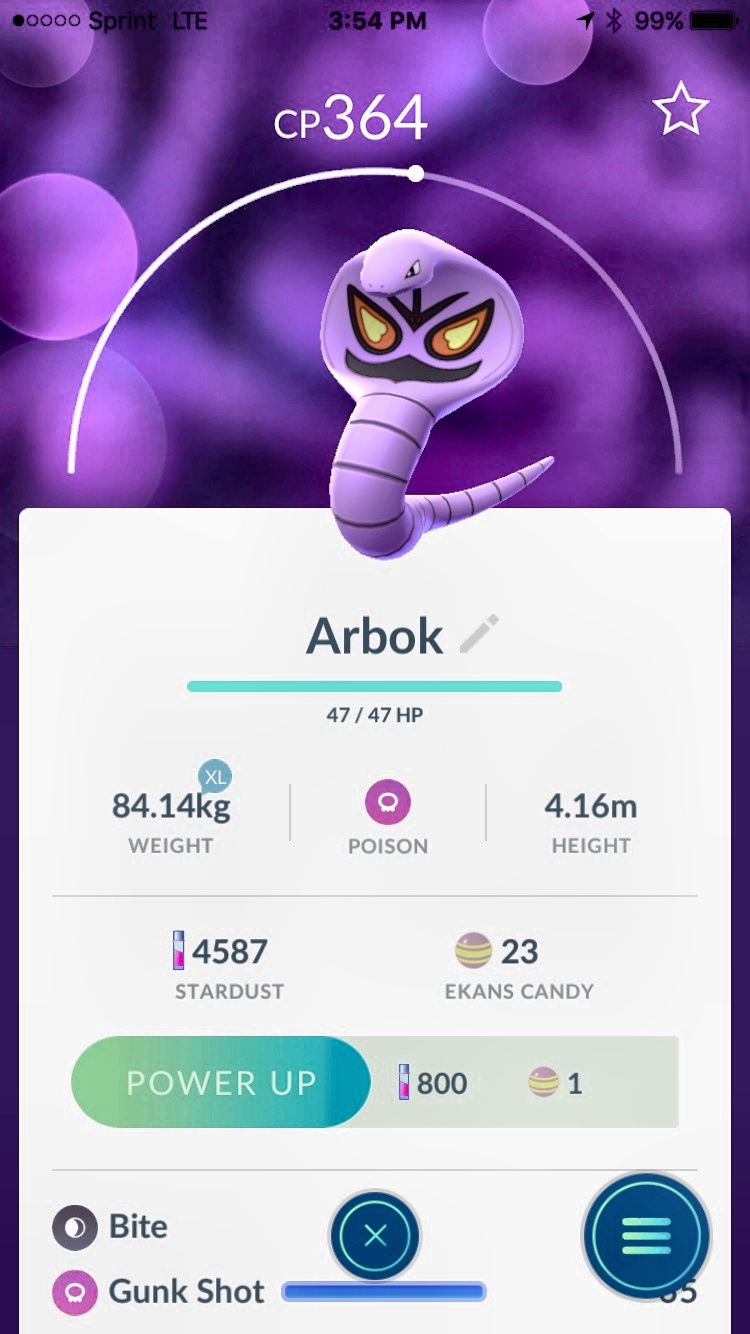 Sprint LTE 3:54 PM 99%
CP364
Arbok
47 / 47 HP
XL
84.14kg 4.16m
WEIGHT POISON HEIGHT
4587 23
STARDUST EKANS CANDY
POWER UP 800 1
Bite
Gunk Shot